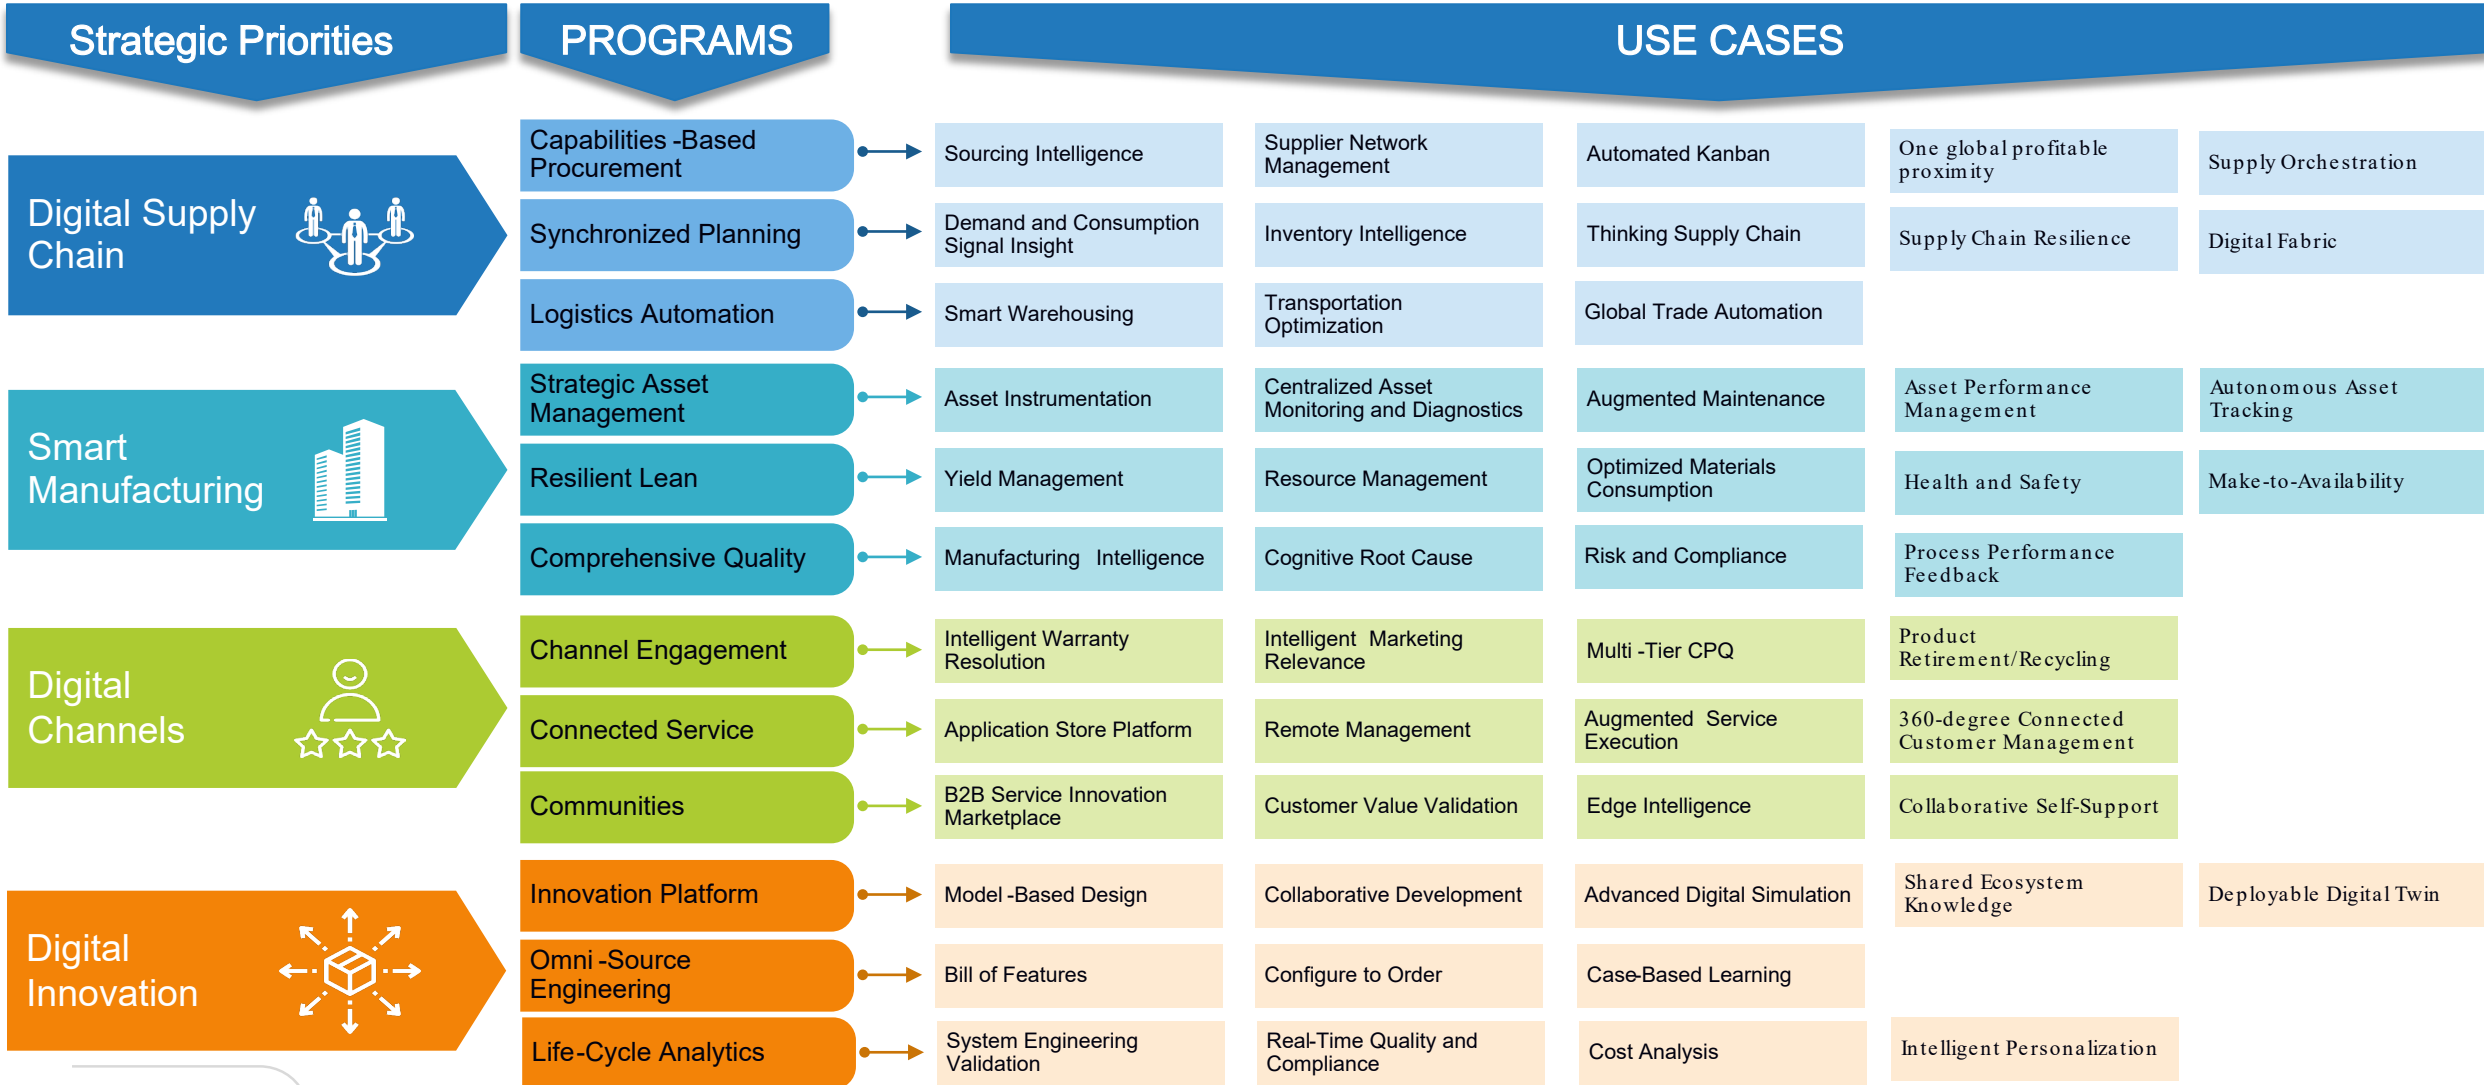 Strategic Priorities
PROGRAMS
USE CASES
Digital Supply
Chain
Capabilities -Based
Procurement
Sourcing Intelligence
Supplier Network
Management
Automated Kanban
One global profitable
proximity
Supply Orchestration
Synchronized Planning
Demand and Consumption
Signal Insight
Inventory Intelligence
Thinking Supply Chain
Supply Chain Resilience
Digital Fabric
Logistics Automation
Smart Warehousing
Transportation
Optimization
Global Trade Automation
Smart
Manufacturing
Strategic Asset
Management
Asset Instrumentation
Centralized Asset
Monitoring and Diagnostics
Augmented Maintenance
Asset Performance
Management
Autonomous Asset
Tracking
Resilient Lean
Yield Management
Resource Management
Optimized Materials
Consumption
Health and Safety
Make-to-Availability
Comprehensive Quality
Manufacturing Intelligence
Cognitive Root Cause
Risk and Compliance
Process Performance
Feedback
Digital
Channels
Channel Engagement
Intelligent Warranty
Resolution
Intelligent Marketing
Relevance
Multi -Tier CPQ
Product
Retirement/Recycling
Connected Service
Application Store Platform
Remote Management
Augmented Service
Execution
360-degree Connected
Customer Management
Communities
B2B Service Innovation
Marketplace
Customer Value Validation
Edge Intelligence
Collaborative Self-Support
Digital
Innovation
Innovation Platform
Model -Based Design
Collaborative Development
Advanced Digital Simulation
Shared Ecosystem
Knowledge
Deployable Digital Twin
Omni -Source
Engineering
Bill of Features
Configure to Order
Case-Based Learning
Life-Cycle Analytics
System Engineering
Validation
Real-Time Quality and
Compliance
Cost Analysis
Intelligent Personalization